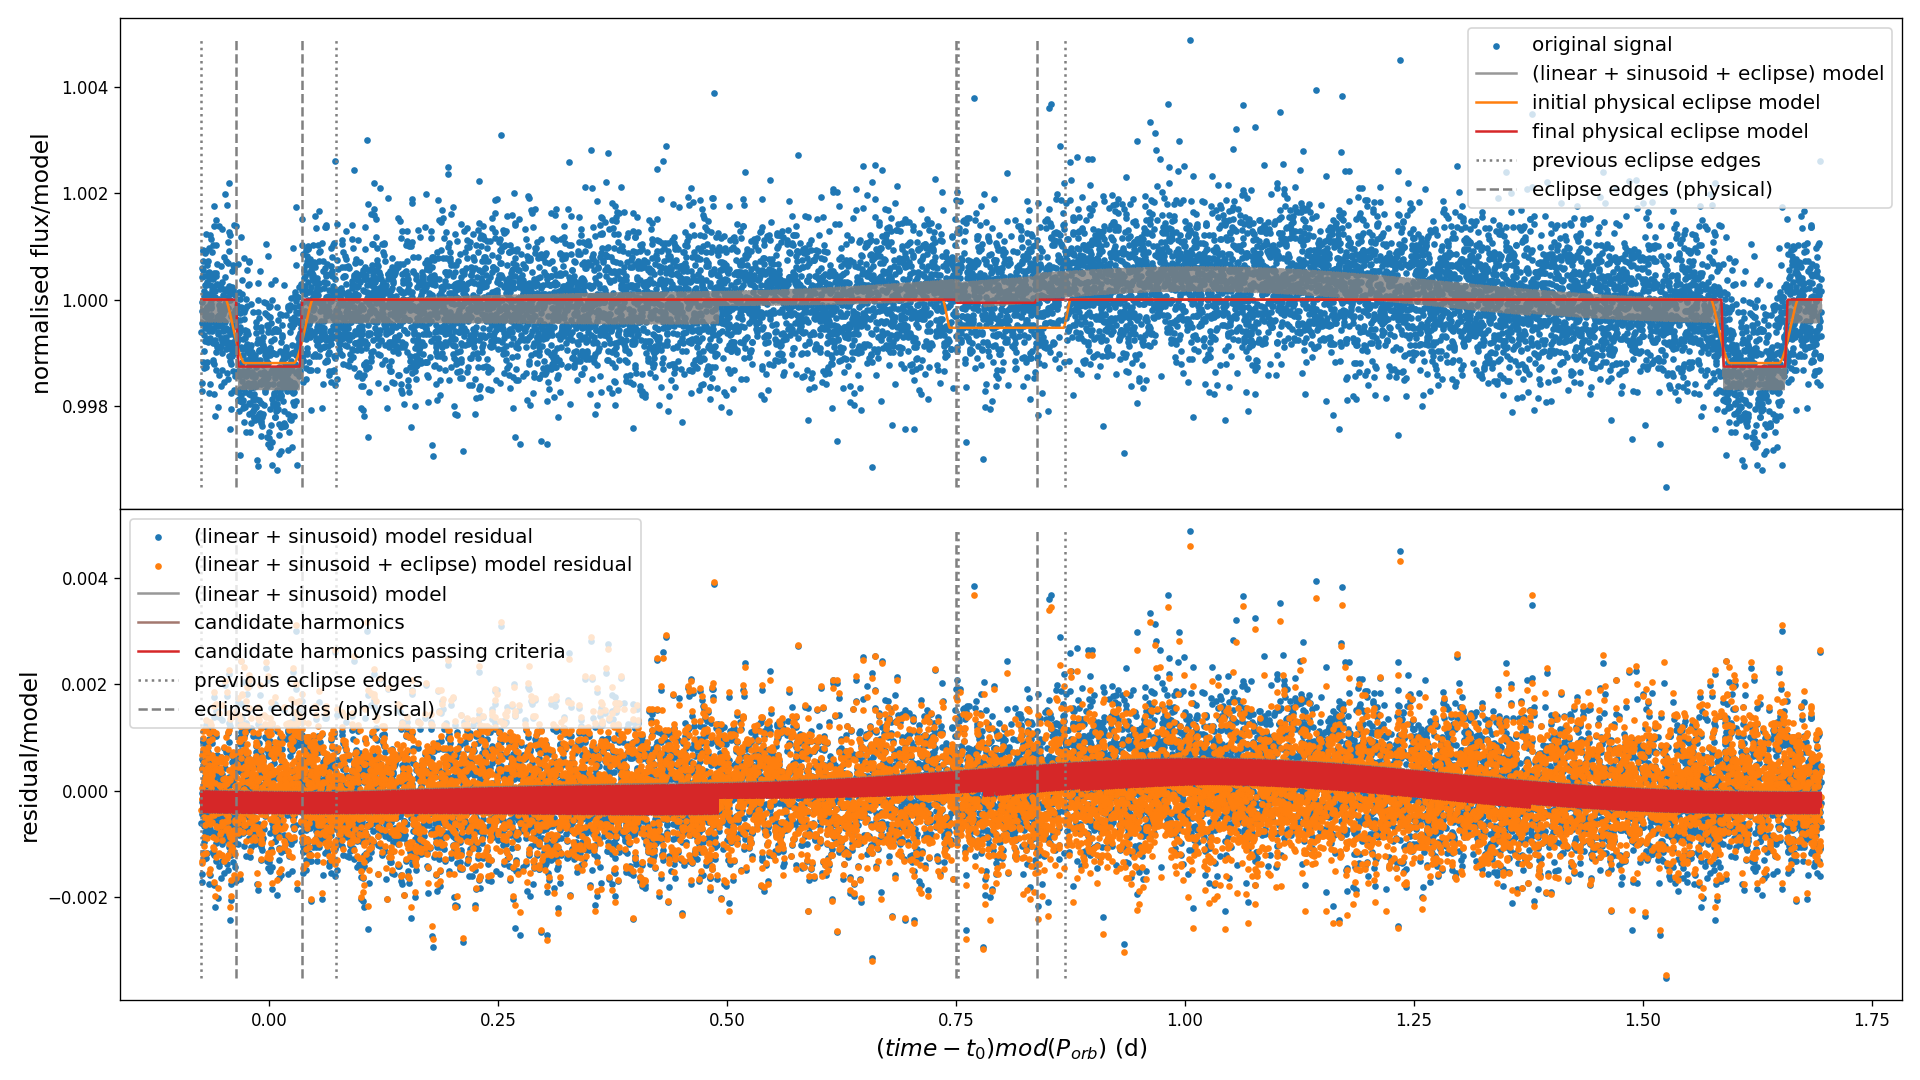 normalised flux/model
1.004
1.002
1.000
0.998
original signal
(linear + sinusoid + eclipse) model
initial physical eclipse model
final physical eclipse model
previous eclipse edges
eclipse edges (physical)
residual/model
0.004
0.002
0.000
−0.002
(linear + sinusoid) model residual
(linear + sinusoid + eclipse) model residual
(linear + sinusoid) model
candidate harmonics
candidate harmonics passing criteria
previous eclipse edges
eclipse edges (physical)
0.00 0.25 0.50 0.75 1.00 1.25 1.50 1.75
(time − t₀)mod(P_{orb}) (d)